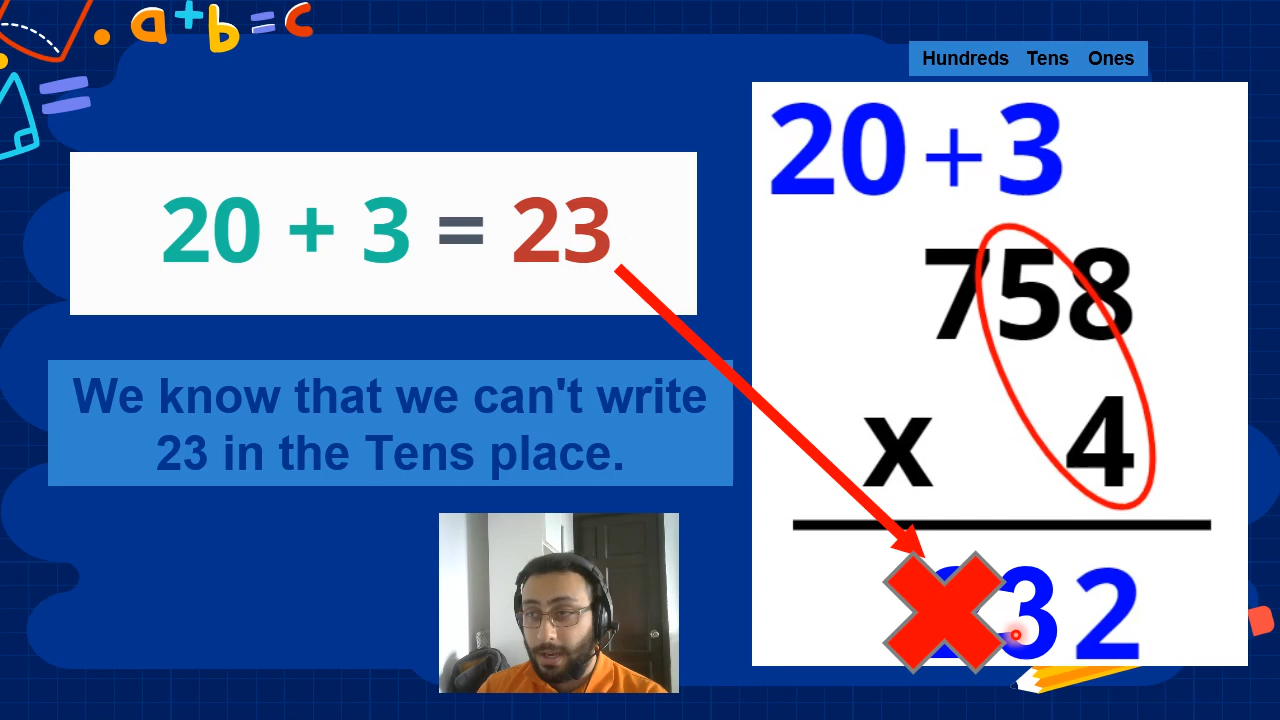 a+b=c
Hundreds Tens Ones
20 + 3
20 + 3 = 23
758
x 4
We know that we can't write
23 in the Tens place.
32